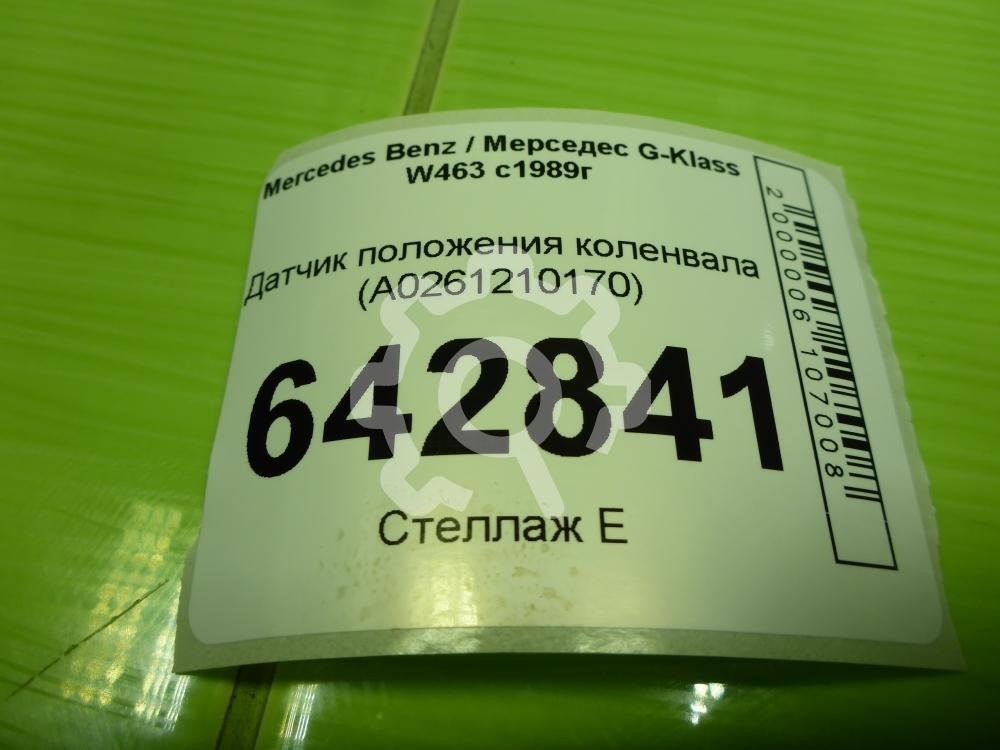 Mercedes Benz / Мерседес G-Klass
W463 с1989г
Датчик положения коленвала
(A0261210170)
642841
Стеллаж Е
2000006107008